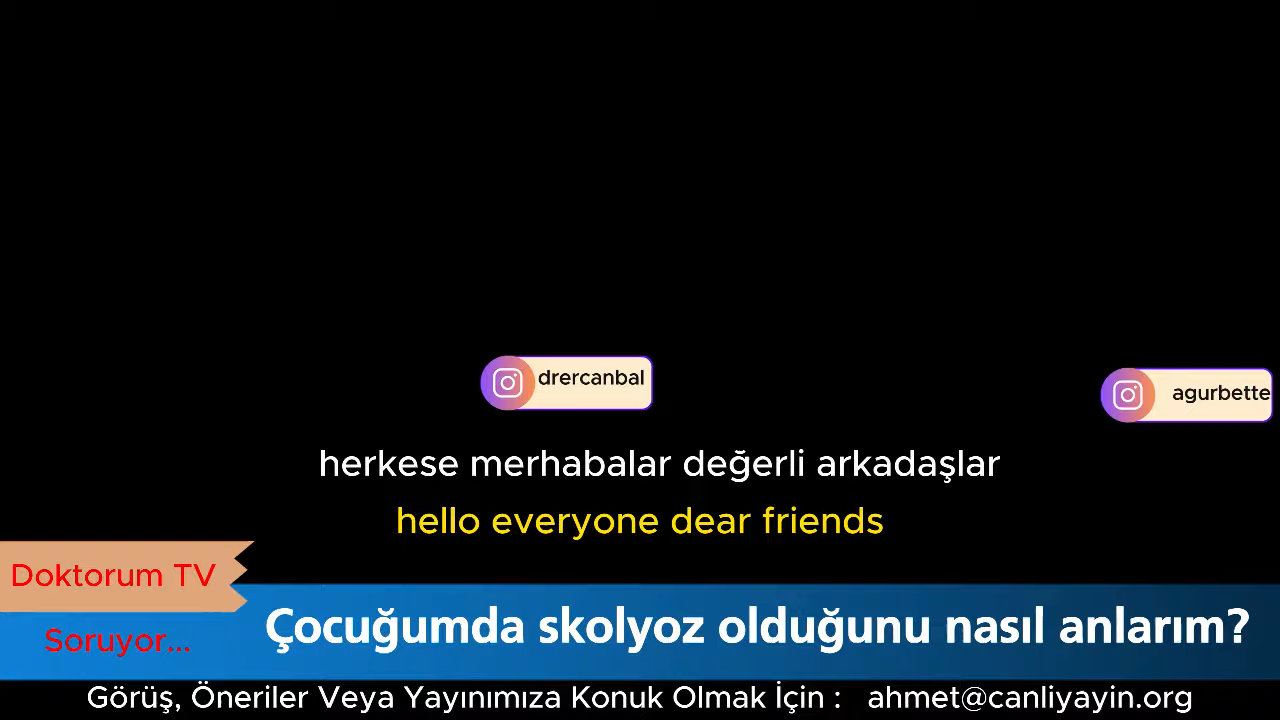 drercanbal
agurbette
herkese merhabalar değerli arkadaşlar
hello everyone dear friends
Doktorum TV
Soruyor...
Çocuğumda skolyoz olduğunu nasıl anlarım?
Görüş, Öneriler Veya Yayınımıza Konuk Olmak İçin : ahmet@canliyayin.org